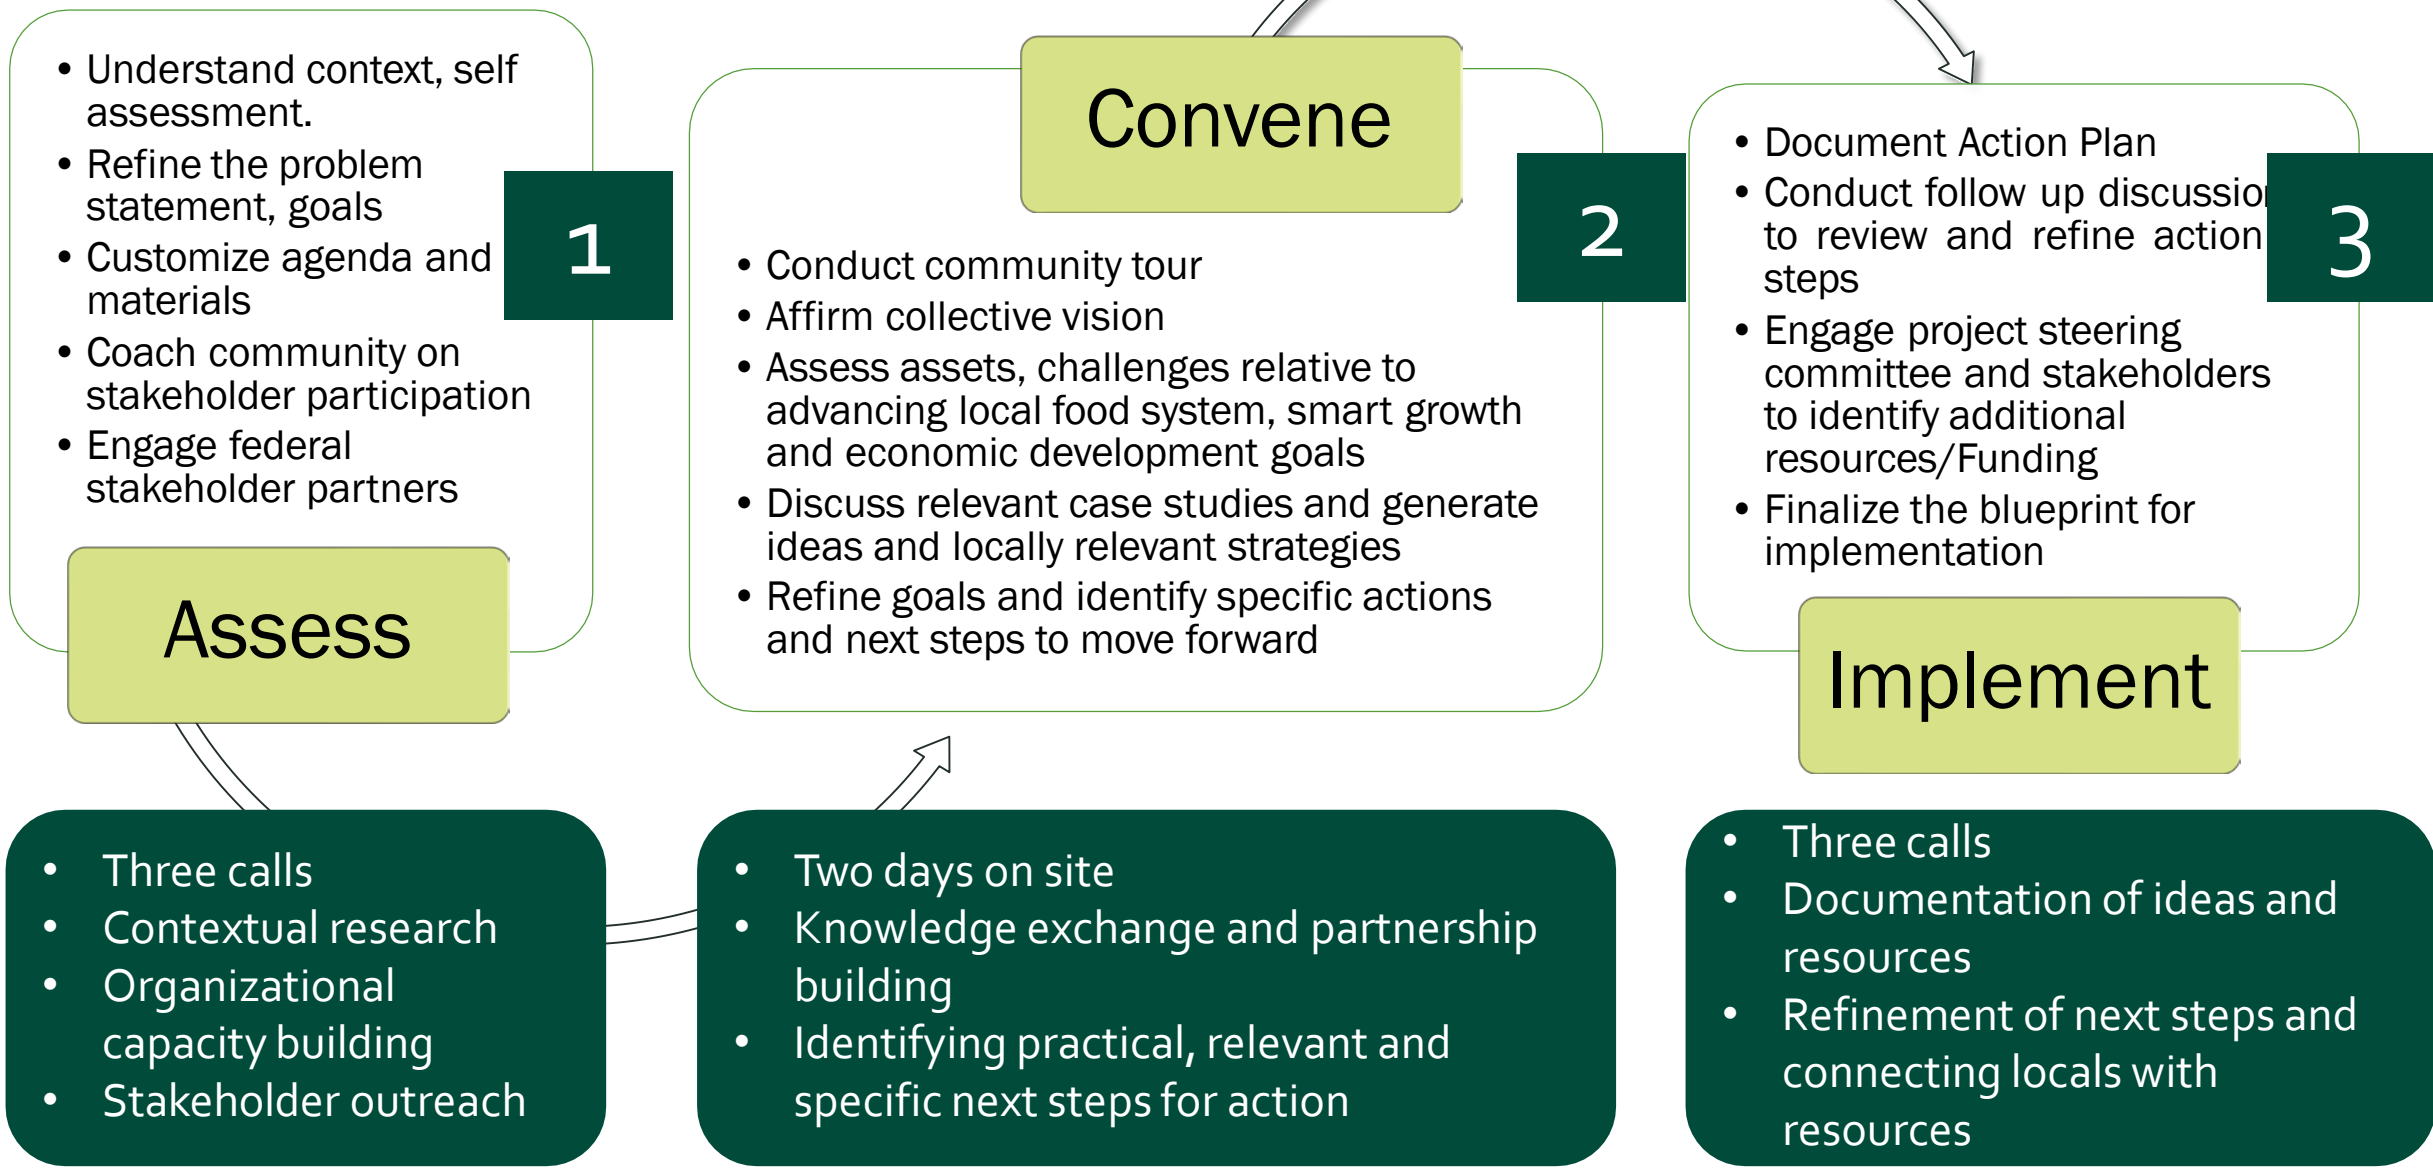 • Understand context, self
assessment.
• Refine the problem
statement, goals
• Customize agenda and
materials
• Coach community on
stakeholder participation
• Engage federal
stakeholder partners
1
Assess
• Three calls
• Contextual research
• Organizational
capacity building
• Stakeholder outreach
Convene
2
• Conduct community tour
• Affirm collective vision
• Assess assets, challenges relative to
advancing local food system, smart growth
and economic development goals
• Discuss relevant case studies and generate
ideas and locally relevant strategies
• Refine goals and identify specific actions
and next steps to move forward
• Two days on site
• Knowledge exchange and partnership
building
• Identifying practical, relevant and
specific next steps for action
• Document Action Plan
• Conduct follow up discussion
to review and refine action
steps
• Engage project steering
committee and stakeholders
to identify additional
resources/Funding
• Finalize the blueprint for
implementation
3
Implement
• Three calls
• Documentation of ideas and
resources
• Refinement of next steps and
connecting locals with
resources